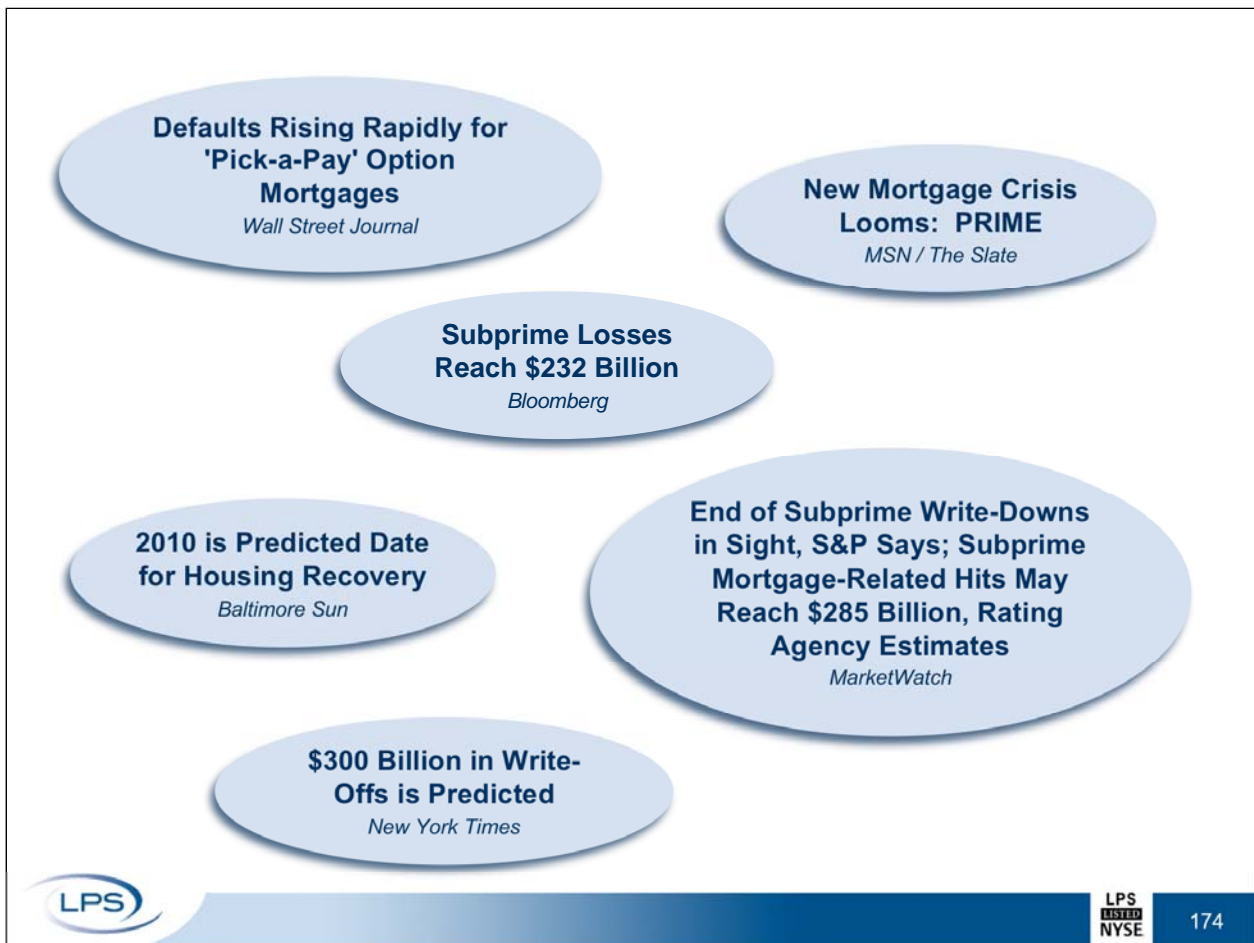 Defaults Rising Rapidly for
'Pick-a-Pay' Option
Mortgages
Wall Street Journal
New Mortgage Crisis
Looms: PRIME
MSN / The Slate
Subprime Losses
Reach $232 Billion
Bloomberg
2010 is Predicted Date
for Housing Recovery
Baltimore Sun
End of Subprime Write-Downs
in Sight, S&P Says; Subprime
Mortgage-Related Hits May
Reach $285 Billion, Rating
Agency Estimates
MarketWatch
$300 Billion in Write-
Offs is Predicted
New York Times
LPS
LPS
LISTED
NYSE
174